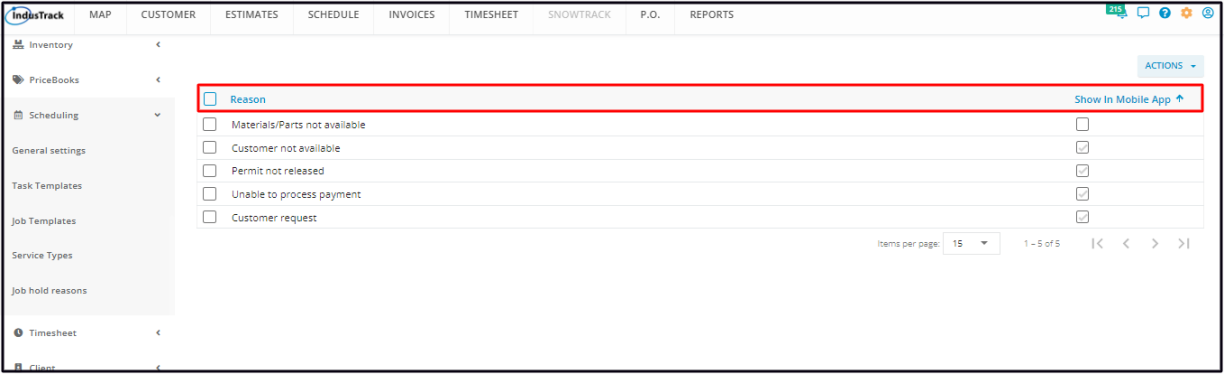 IndusTrack MAP CUSTOMER ESTIMATES SCHEDULE INVOICES TIMESHEET SNOWTRACK P.O. REPORTS 215
Inventory
PriceBooks
Scheduling
General settings
Task Templates
Job Templates
Service Types
Job hold reasons
Timesheet
Client
ACTIONS
Reason Show In Mobile App
Materials/Parts not available
Customer not available
Permit not released
Unable to process payment
Customer request
Items per page: 15 1 – 5 of 5